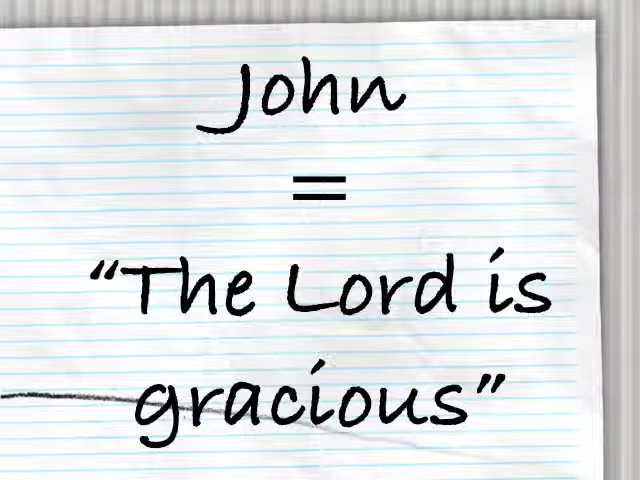 John
=
“The Lord is
gracious”